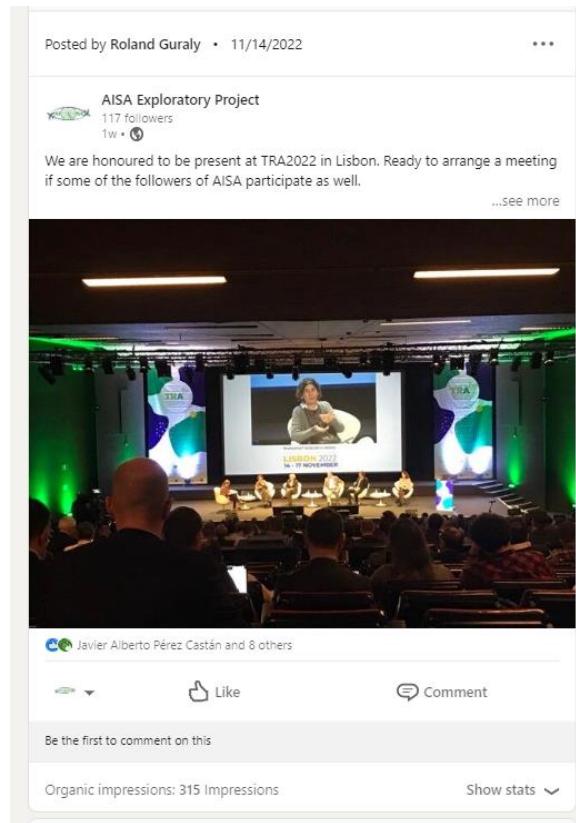 Posted by Roland Guraly • 11/14/2022
AISA Exploratory Project
117 followers
1w •
We are honoured to be present at TRA2022 in Lisbon. Ready to arrange a meeting
if some of the followers of AISA participate as well.
...see more
TRA
TRA
LISBON 2022
14 - 17 NOVEMBER
Javier Alberto Pérez Castán and 8 others
Like
Comment
Be the first to comment on this
Organic impressions: 315 Impressions
Show stats